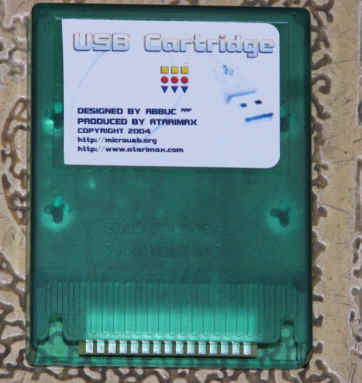 USB Cartridge
DESIGNED BY ABBUC
PRODUCED BY ATARIMAX
COPYRIGHT 2004
http://microusb.org
http://www.atarimax.com